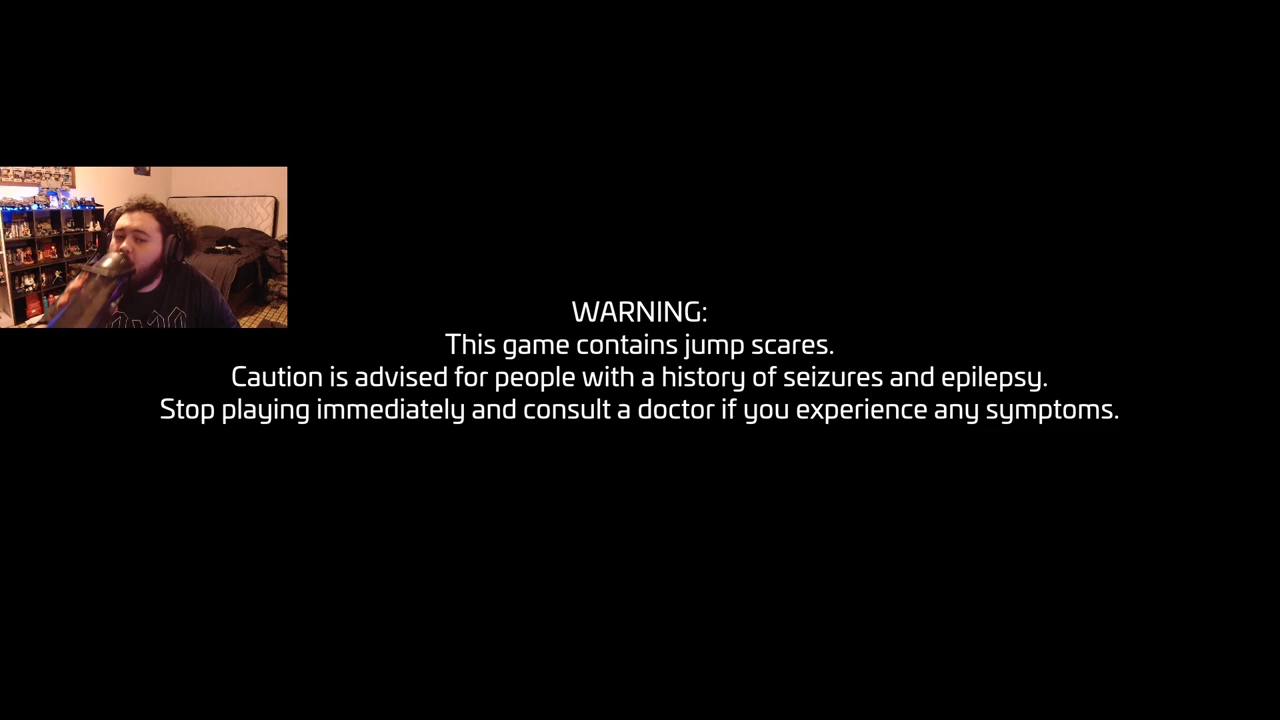 WARNING:
This game contains jump scares.
Caution is advised for people with a history of seizures and epilepsy.
Stop playing immediately and consult a doctor if you experience any symptoms.